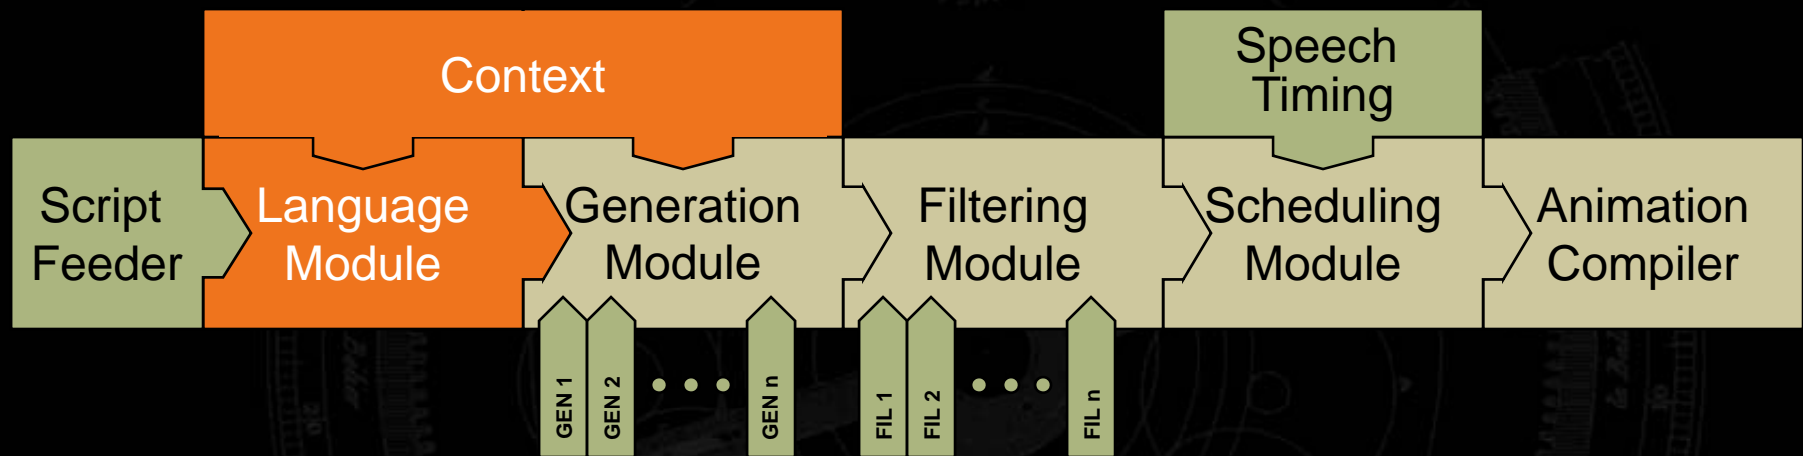 Context
Speech
Timing
Script
Feeder
Language
Module
Generation
Module
Filtering
Module
Scheduling
Module
Animation
Compiler
GEN 1
GEN 2
GEN n
FIL 1
FIL 2
FIL n